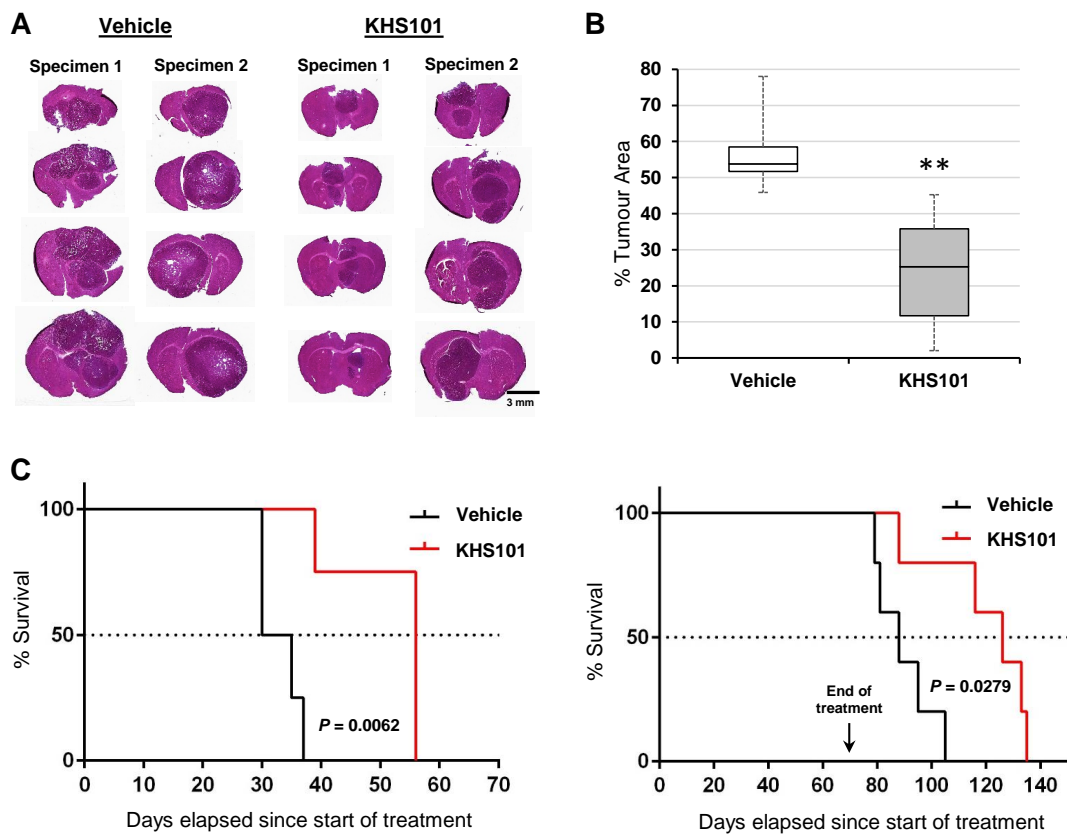 A
Vehicle
KHS101
Specimen 1
Specimen 2
Specimen 1
Specimen 2
3 mm
B
% Tumour Area
80
70
60
50
40
30
20
10
0
**
Vehicle
KHS101
C
% Survival
100
50
0
Vehicle
KHS101
P = 0.0062
0 10 20 30 40 50 60 70
Days elapsed since start of treatment
% Survival
100
50
0
Vehicle
KHS101
End of
treatment
P = 0.0279
0 20 40 60 80 100 120 140
Days elapsed since start of treatment